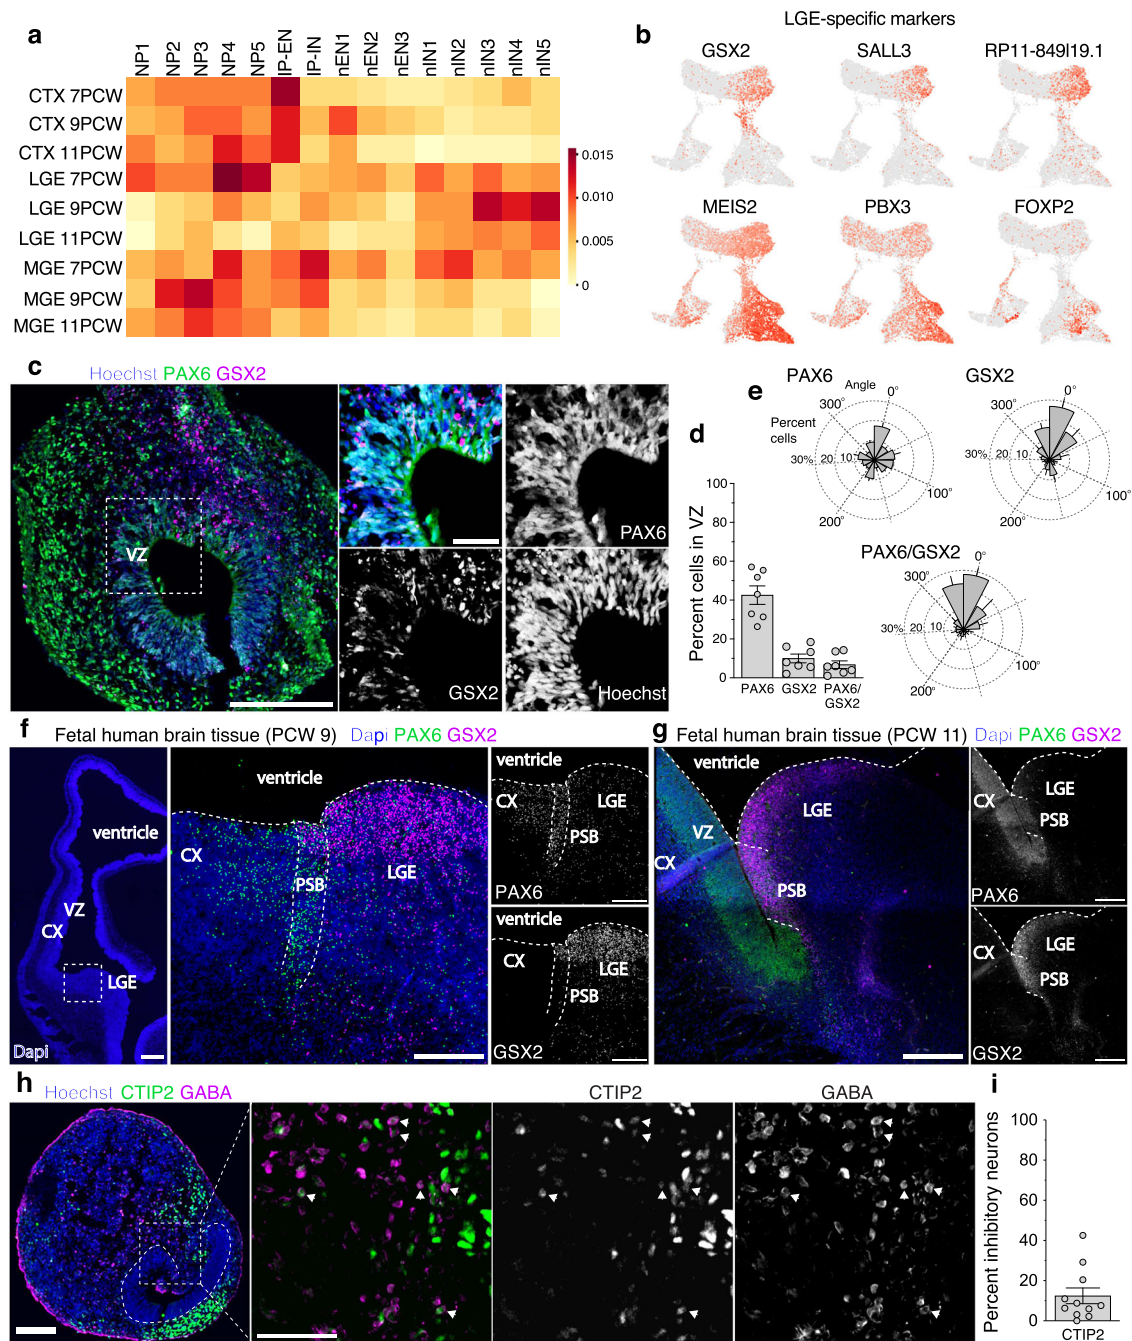 a
NP1 NP2 NP3 NP4 NP5 IP-EN IP-IN nEN1 nEN2 nEN3 nIN1 nIN2 nIN3 nIN4 nIN5
CTX 7PCW
CTX 9PCW
CTX 11PCW
LGE 7PCW
LGE 9PCW
LGE 11PCW
MGE 7PCW
MGE 9PCW
MGE 11PCW
0.015
0.010
0.005
0
b
LGE-specific markers
GSX2 SALL3 RP11-849I19.1
MEIS2 PBX3 FOXP2
c
Hoechst PAX6 GSX2
VZ
PAX6
GSX2
Hoechst
d
Percent cells in VZ
100
80
60
40
20
0
PAX6 GSX2 PAX6/
GSX2
e
PAX6
Angle
0°
300°
Percent
cells
30% 20 10
100°
200°
GSX2
0°
300°
30% 20 10
100°
200°
PAX6/GSX2
0°
300°
30% 20 10
100°
200°
f
Fetal human brain tissue (PCW 9) Dapi PAX6 GSX2
ventricle
VZ
CX
LGE
Dapi
ventricle
CX
PSB
LGE
ventricle
CX
LGE
PSB
PAX6
ventricle
CX
LGE
PSB
GSX2
g
Fetal human brain tissue (PCW 11) Dapi PAX6 GSX2
ventricle
LGE
VZ
CX
PSB
CX
LGE
PSB
PAX6
CX
LGE
PSB
GSX2
h
Hoechst CTIP2 GABA
CTIP2
GABA
i
Percent inhibitory neurons
100
80
60
40
20
0
CTIP2